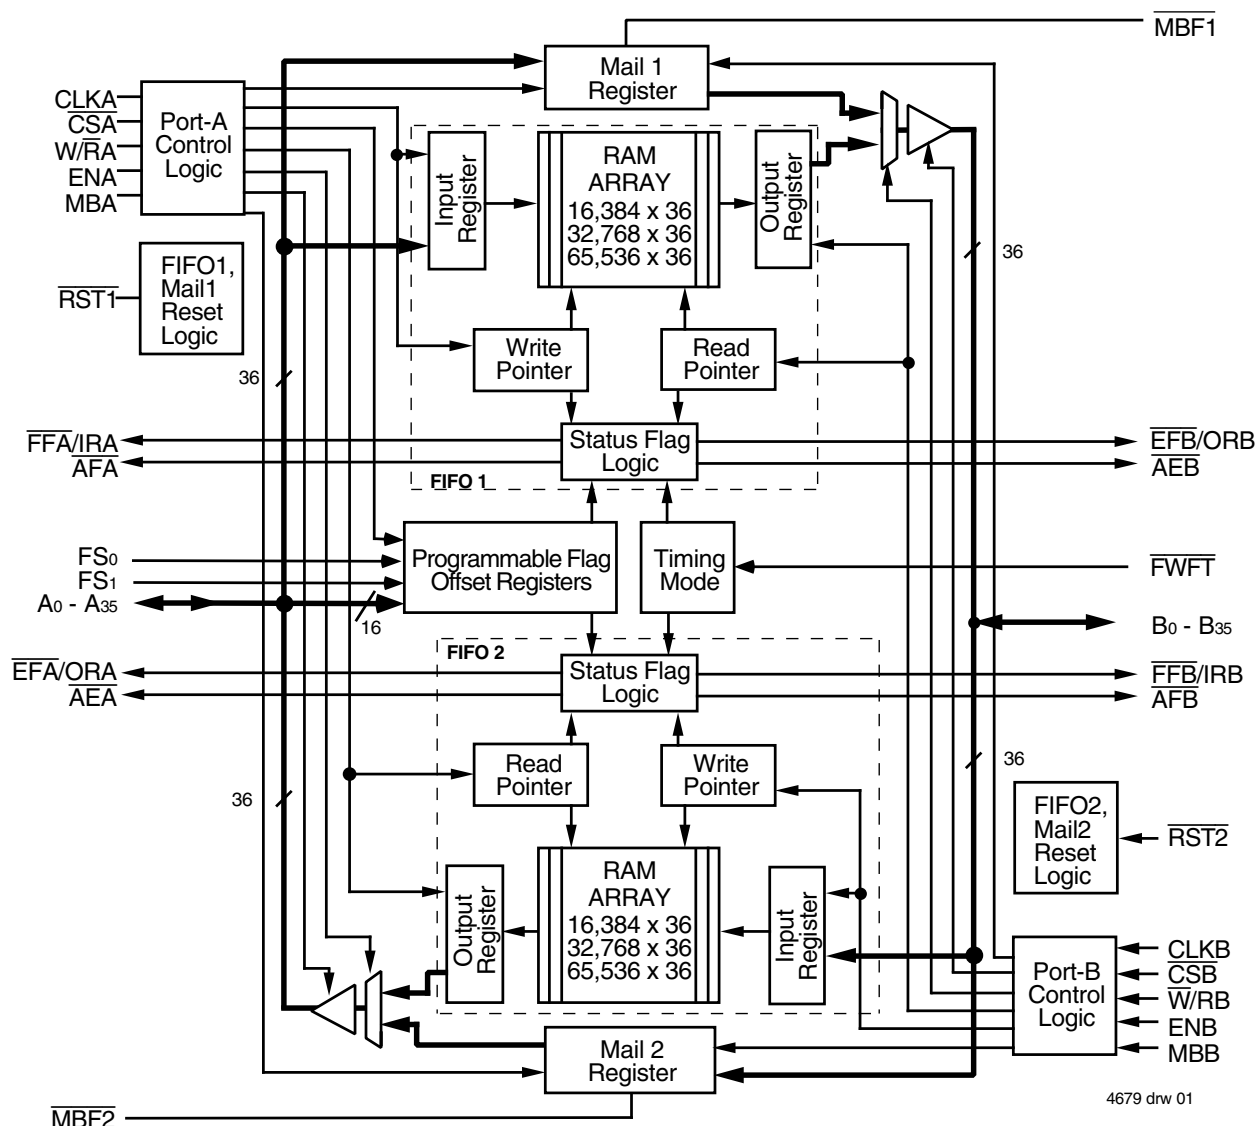 MBF1
Mail 1
Register
CLKA
CSA
W/RA
ENA
MBA
Port-A
Control
Logic
Input
Register
RAM
ARRAY
16,384 x 36
32,768 x 36
65,536 x 36
Output
Register
36
RST1
FIFO1,
Mail1
Reset
Logic
Write
Pointer
Read
Pointer
36
FFA/IRA
AFA
Status Flag
Logic
EFB/ORB
AEB
FIFO 1
FS0
FS1
A0 - A35
Programmable Flag
Offset Registers
Timing
Mode
FWFT
16
B0 - B35
FIFO 2
EFA/ORA
AEA
Status Flag
Logic
FFB/IRB
AFB
Read
Pointer
Write
Pointer
36
36
FIFO2,
Mail2
Reset
Logic
RST2
Output
Register
RAM
ARRAY
16,384 x 36
32,768 x 36
65,536 x 36
Input
Register
Port-B
Control
Logic
CLKB
CSB
W/RB
ENB
MBB
Mail 2
Register
MBF2
4679 drw 01